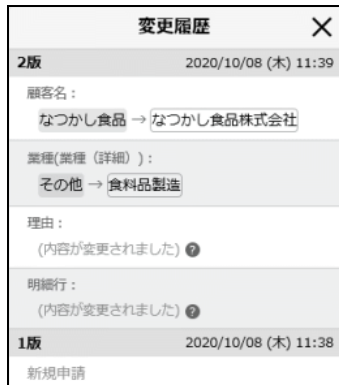 変更履歴
2版 2020/10/08 (木) 11:39
顧客名：
なつかし食品 → なつかし食品株式会社
業種(業種（詳細）)：
その他 → 食料品製造
理由：
(内容が変更されました) ?
明細行：
(内容が変更されました) ?
1版 2020/10/08 (木) 11:38
新規申請